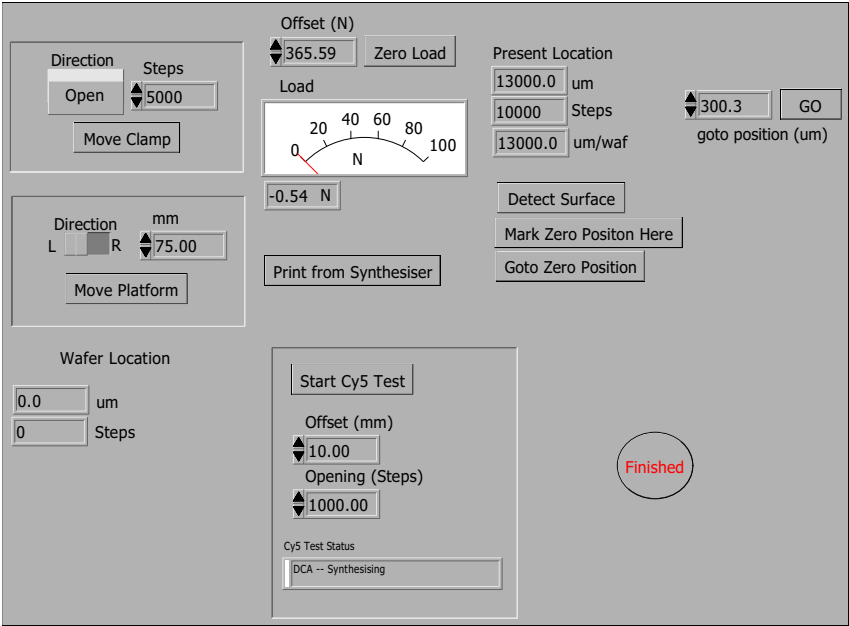 Offset (N)
365.59
Zero Load
Direction
Steps
Open
5000
Move Clamp
Load
0 20 40 60 80 100
N
-0.54 N
Present Location
13000.0 um
10000 Steps
13000.0 um/waf
300.3
GO
goto position (um)
Detect Surface
Mark Zero Positon Here
Goto Zero Position
Direction
mm
L R
75.00
Move Platform
Print from Synthesiser
Wafer Location
0.0 um
0 Steps
Start Cy5 Test
Offset (mm)
10.00
Opening (Steps)
1000.00
Cy5 Test Status
DCA -- Synthesising
Finished